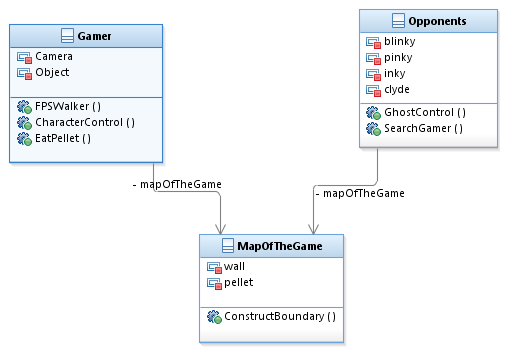 Gamer
Camera
Object
FPSWalker ( )
CharacterControl ( )
EatPellet ( )
Opponents
blinky
pinky
inky
clyde
GhostControl ( )
SearchGamer ( )
- mapOfTheGame
- mapOfTheGame
MapOfTheGame
wall
pellet
ConstructBoundary ( )